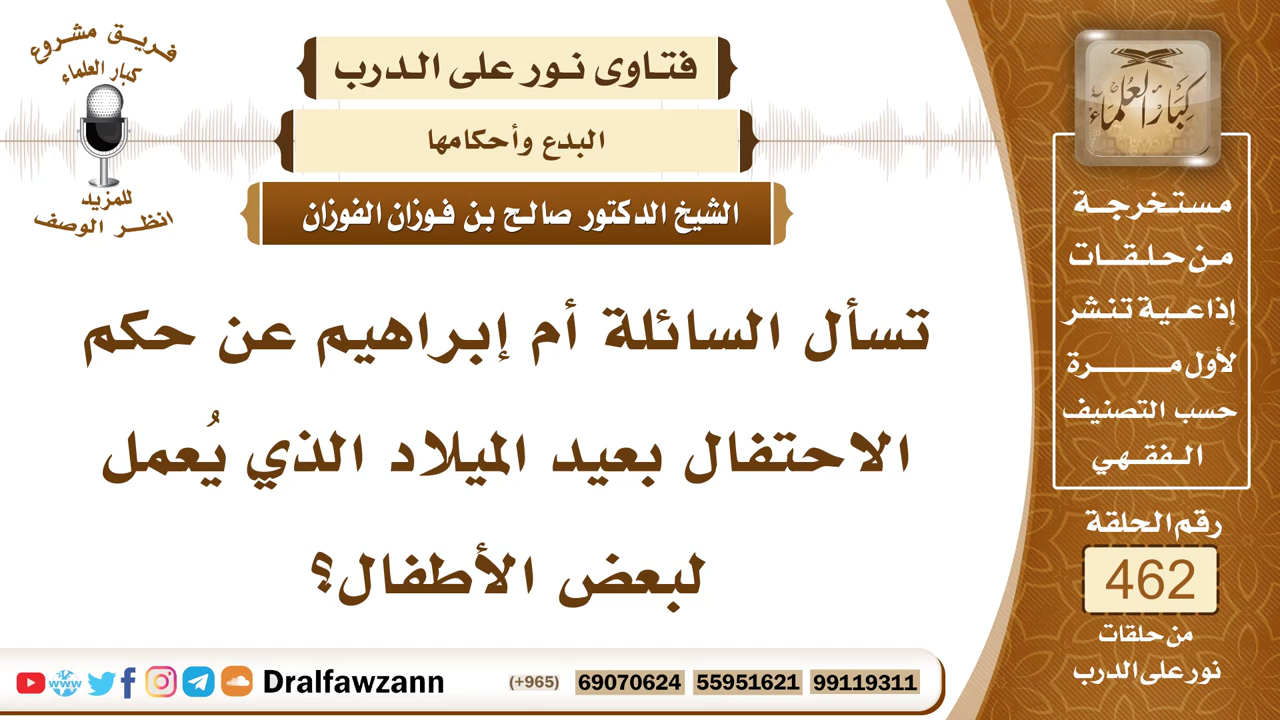 فريق مشروع
كبار العلماء
للمزيد
انظر الوصف
فتاوى نور على الدرب
البدع وأحكامها
الشيخ الدكتور صالح بن فوزان الفوزان
تسأل السائلة أم إبراهيم عن حكم
الاحتفال بعيد الميلاد الذي يُعمل
لبعض الأطفال؟
كبار العلماء
مستخرجة
من حلقات
إذاعية تنشر
لأول مرة
حسب التصنيف
الفقهي
رقم الحلقة
462
من حلقات
نور على الدرب
www
Dralfawzann
(+965) 69070624 55951621 99119311